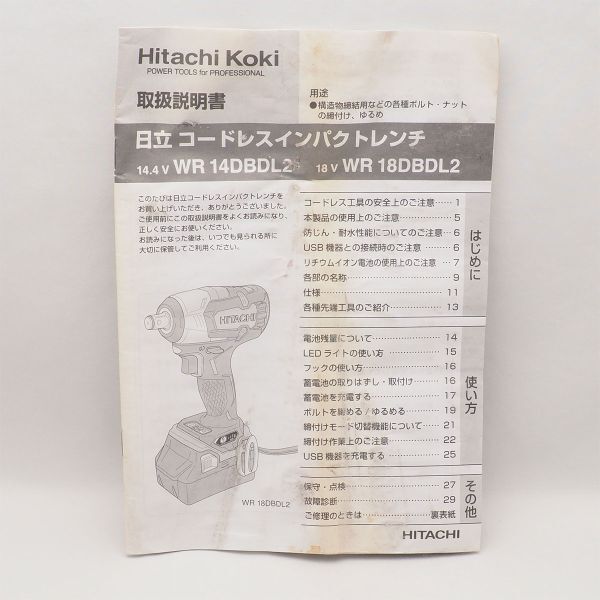 Hitachi Koki
POWER TOOLS for PROFESSIONAL
取扱説明書
用途
●構造物締結用などの各種ボルト・ナット
の締付け、ゆるめ
日立 コードレスインパクトレンチ
14.4 V WR 14DBDL2 18 V WR 18DBDL2
このたびは日立コードレスインパクトレンチを
お買い上げいただき、ありがとうございました。
ご使用前にこの取扱説明書をよくお読みになり、
正しく安全にお使いください。
お読みになった後は、いつでも見られる所に
大切に保管してご利用ください。
HITACHI
WR 18DBDL2
はじめに
コードレス工具の安全上のご注意……1
本製品の使用上のご注意……5
防じん・耐水性能についてのご注意…6
USB 機器との接続時のご注意……6
リチウムイオン電池の使用上のご注意…7
各部の名称……9
仕様……11
各種先端工具のご紹介……13
使い方
電池残量について……14
LED ライトの使い方……15
フックの使い方……16
蓄電池の取りはずし・取付け……16
蓄電池を充電する……17
ボルトを締める / ゆるめる……19
締付けモード切替機能について……21
締付け作業上のご注意……22
USB 機器を充電する……25
その他
保守・点検……27
故障診断……29
ご修理のときは……裏表紙
HITACHI